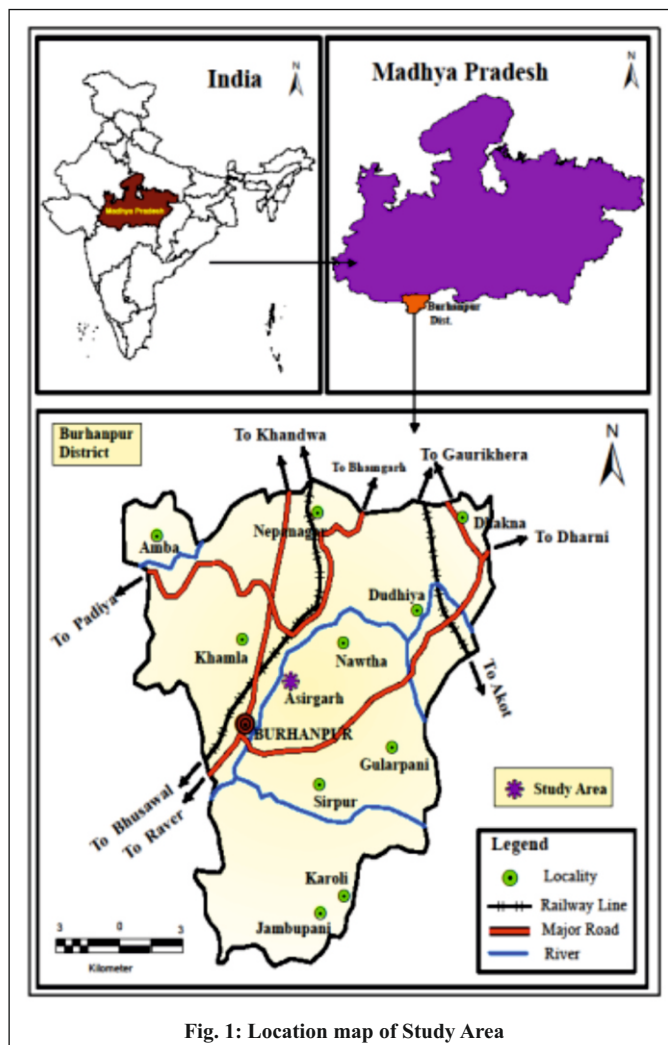 India
N
Madhya Pradesh
Madhya Pradesh
N
Burhanpur
Dist.
Burhanpur
District
To Khandwa
To Bhamgarh
To Gaurikhera
N
Nepanagar
Dhakna
To Dharni
Amba
To Padiya
Dudhiya
Khamla
Nawtha
Asirgarh
To Akot
BURHANPUR
Gularpani
To Bhusawal
To Raver
Sirpur
Study Area
Legend
Locality
Railway Line
Major Road
River
Karoli
Jambupani
3 0 3
Kilometer
Fig. 1: Location map of Study Area